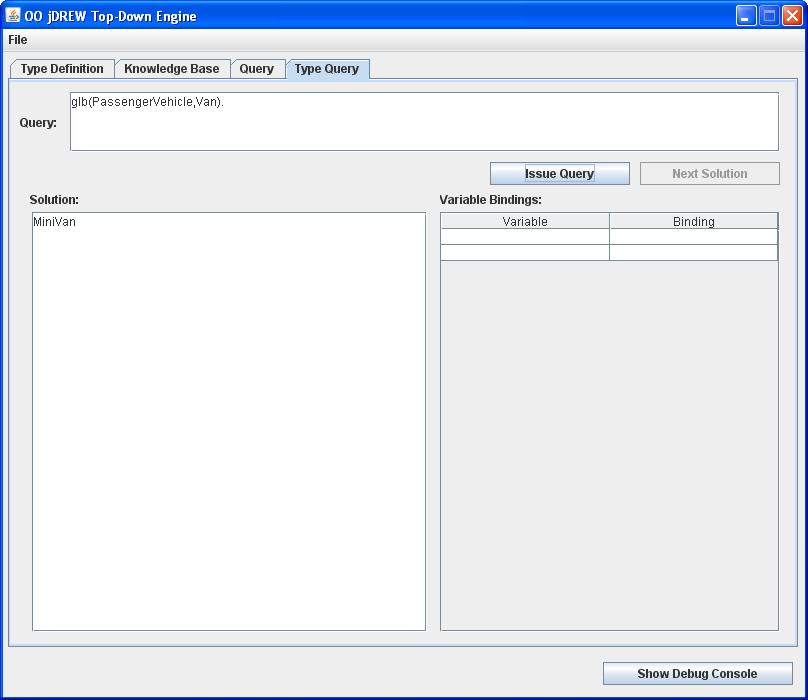 OO jDREW Top-Down Engine
File
Type Definition Knowledge Base Query Type Query
Query:
glb(PassengerVehicle,Van).
Issue Query Next Solution
Solution: Variable Bindings:
MiniVan
Variable Binding
Show Debug Console